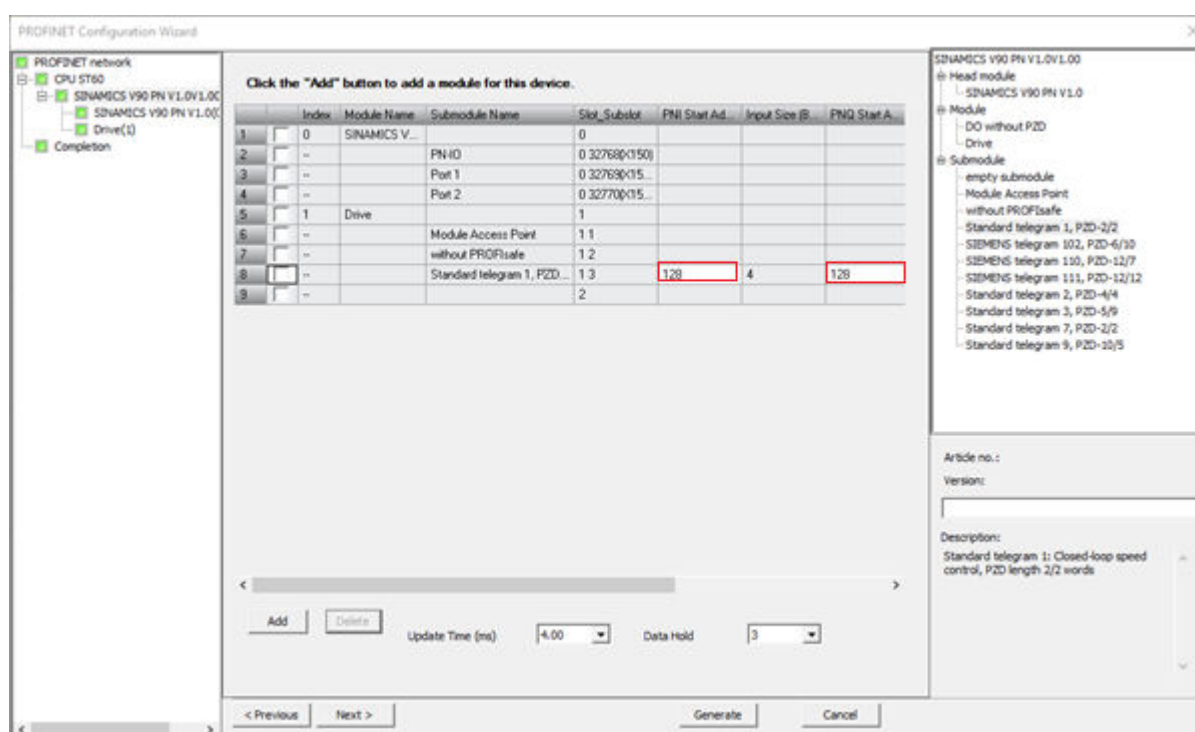 PROFINET Configuration Wizard
PROFINET network
CPU ST60
SINAMICS V90 PN V1.0V1.0C
SINAMICS V90 PN V1.0(0
Drive(1)
Completion
Click the "Add" button to add a module for this device.
Index Module Name Submodule Name Slot_Subslot PNI Start Ad... Input Size (B... PNQ Start A...
1 0 SINAMICS V... 0
2 -- PN-IO 0 32768(X150)
3 -- Port 1 0 32769(X15...
4 -- Port 2 0 32770(X15...
5 1 Drive 1
6 -- Module Access Point 1 1
7 -- without PROFIsafe 1 2
8 -- Standard telegram 1, PZD... 1 3 128 4 128
9 -- 2
Add Delete Update Time (ms) 4.00 Data Hold 3
< Previous Next > Generate Cancel
SINAMICS V90 PN V1.0V1.00
Head module
SINAMICS V90 PN V1.0
Module
DO without PZD
Drive
Submodule
empty submodule
Module Access Point
without PROFIsafe
Standard telegram 1, PZD-2/2
SIEMENS telegram 102, PZD-6/10
SIEMENS telegram 110, PZD-12/7
SIEMENS telegram 111, PZD-12/12
Standard telegram 2, PZD-4/4
Standard telegram 3, PZD-5/9
Standard telegram 7, PZD-2/2
Standard telegram 9, PZD-10/5
Article no.:
Version:
Description:
Standard telegram 1: Closed-loop speed
control, PZD length 2/2 words